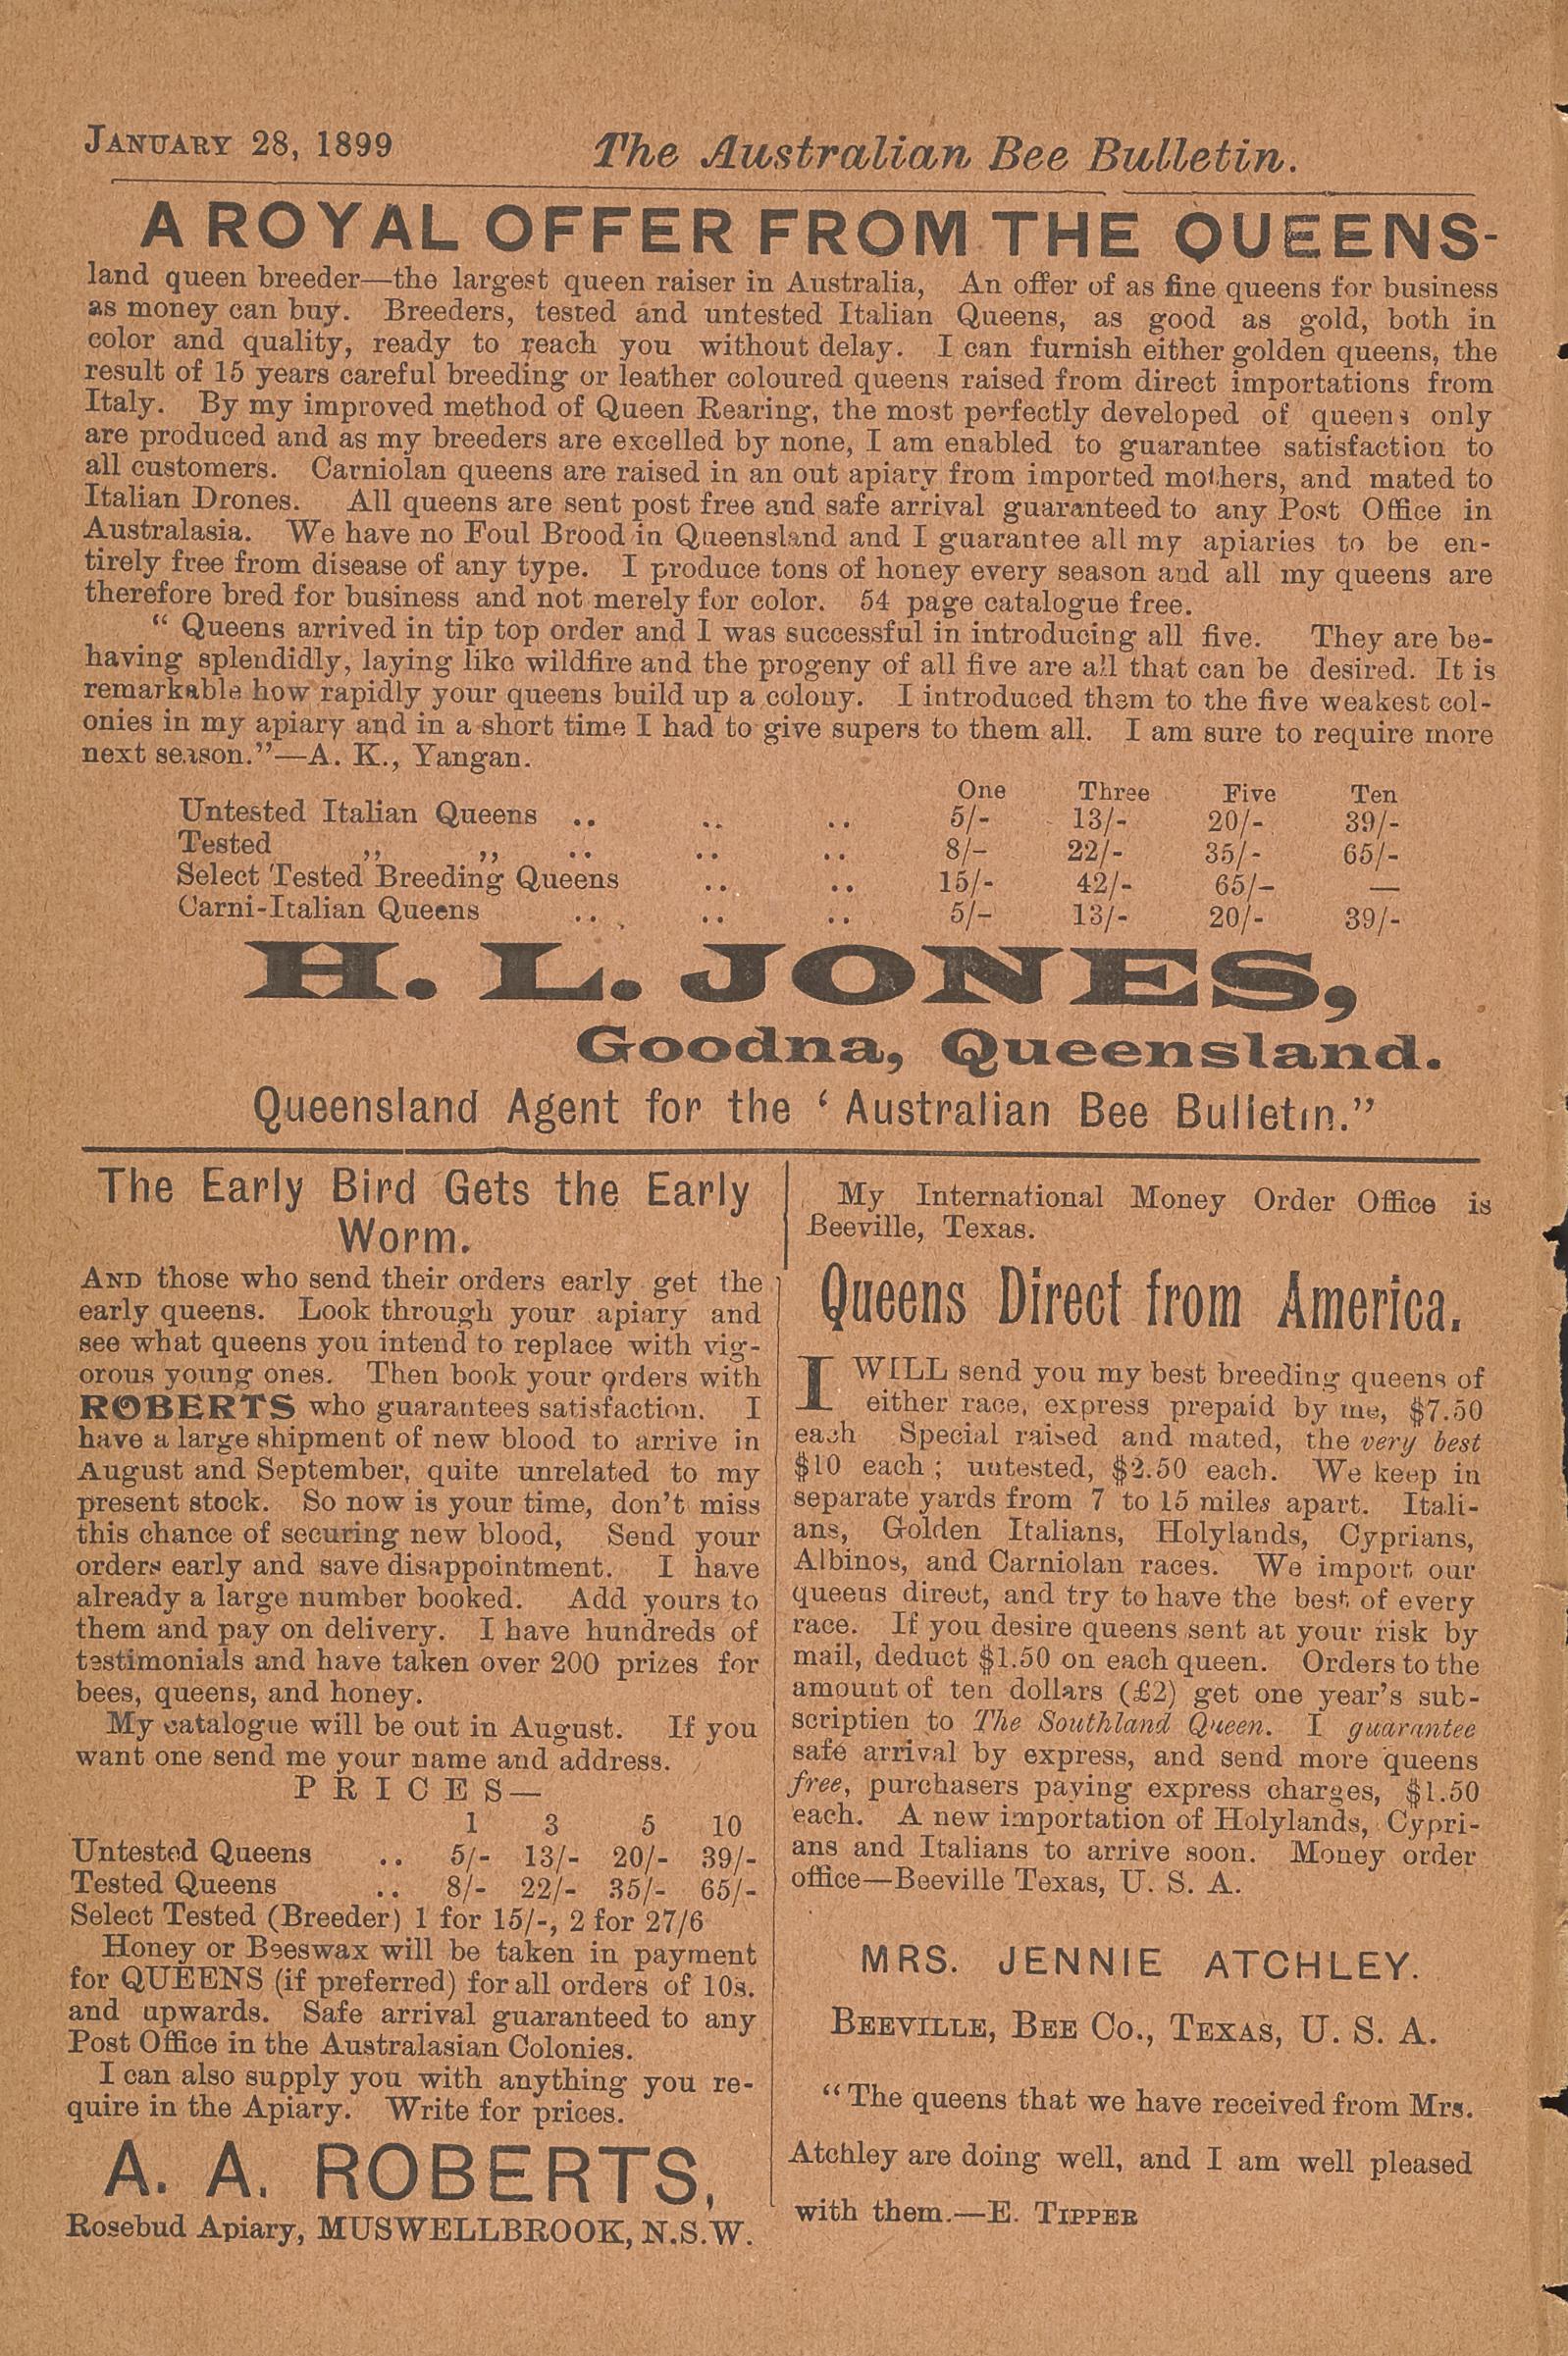 JANUARY 28, 1899 The Australian Bee Bulletin.
A ROYAL OFFER FROM THE QUEENS-
land queen breeder—the largest queen raiser in Australia, An offer of as fine queens for business
as money can buy. Breeders, tested and untested Italian Queens, as good as gold, both in
color and quality, ready to reach you without delay. I can furnish either golden queens, the
result of 15 years careful breeding or leather coloured queens raised from direct importations from
Italy. By my improved method of Queen Rearing, the most perfectly developed of queens only
are produced and as my breeders are excelled by none, I am enabled to guarantee satisfaction to
all customers. Carniolan queens are raised in an out apiary from imported mothers, and mated to
Italian Drones. All queens are sent post free and safe arrival guaranteed to any Post Office in
Australasia. We have no Foul Brood in Queensland and I guarantee all my apiaries to be en-
tirely free from disease of any type. I produce tons of honey every season and all my queens are
therefore bred for business and not merely for color. 54 page catalogue free.
“ Queens arrived in tip top order and I was successful in introducing all five. They are be-
having splendidly, laying like wildfire and the progeny of all five are all that can be desired. It is
remarkable how rapidly your queens build up a colony. I introduced them to the five weakest col-
onies in my apiary and in a short time I had to give supers to them all. I am sure to require more
next season.”—A. K., Yangan.
One Three Five Ten
Untested Italian Queens .. .. .. 5/- 13/- 20/- 39/-
Tested ,, ,, .. .. .. 8/- 22/- 35/- 65/-
Select Tested Breeding Queens .. .. 15/- 42/- 65/- —
Carni-Italian Queens .. .. .. 5/- 13/- 20/- 39/-
H. L. JONES,
Goodna, Queensland.
Queensland Agent for the ‘ Australian Bee Bulletin.”
The Early Bird Gets the Early
Worm.
AND those who send their orders early get the
early queens. Look through your apiary and
see what queens you intend to replace with vig-
orous young ones. Then book your orders with
ROBERTS who guarantees satisfaction. I
have a large shipment of new blood to arrive in
August and September, quite unrelated to my
present stock. So now is your time, don’t miss
this chance of securing new blood, Send your
orders early and save disappointment. I have
already a large number booked. Add yours to
them and pay on delivery. I have hundreds of
testimonials and have taken over 200 prizes for
bees, queens, and honey.
My catalogue will be out in August. If you
want one send me your name and address.
PRICES—
1 3 5 10
Untested Queens .. 5/- 13/- 20/- 39/-
Tested Queens .. 8/- 22/- 35/- 65/-
Select Tested (Breeder) 1 for 15/-, 2 for 27/6
Honey or Beeswax will be taken in payment
for QUEENS (if preferred) for all orders of 10s.
and upwards. Safe arrival guaranteed to any
Post Office in the Australasian Colonies.
I can also supply you with anything you re-
quire in the Apiary. Write for prices.
A. A. ROBERTS,
Rosebud Apiary, MUSWELLBROOK, N.S.W.
My International Money Order Office is
Beeville, Texas.
Queens Direct from America.
I WILL send you my best breeding queens of
either race, express prepaid by me, $7.50
each Special raised and mated, the very best
$10 each ; untested, $2.50 each. We keep in
separate yards from 7 to 15 miles apart. Itali-
ans, Golden Italians, Holylands, Cyprians,
Albinos, and Carniolan races. We import our
queens direct, and try to have the best of every
race. If you desire queens sent at your risk by
mail, deduct $1.50 on each queen. Orders to the
amount of ten dollars (£2) get one year’s sub-
scriptien to The Southland Queen. I guarantee
safe arrival by express, and send more queens
free, purchasers paying express charges, $1.50
each. A new importation of Holylands, Cypri-
ans and Italians to arrive soon. Money order
office—Beeville Texas, U. S. A.
MRS. JENNIE ATCHLEY.
BEEVILLE, BEE CO., TEXAS, U. S. A.
“The queens that we have received from Mrs.
Atchley are doing well, and I am well pleased
with them.—E. TIPPER